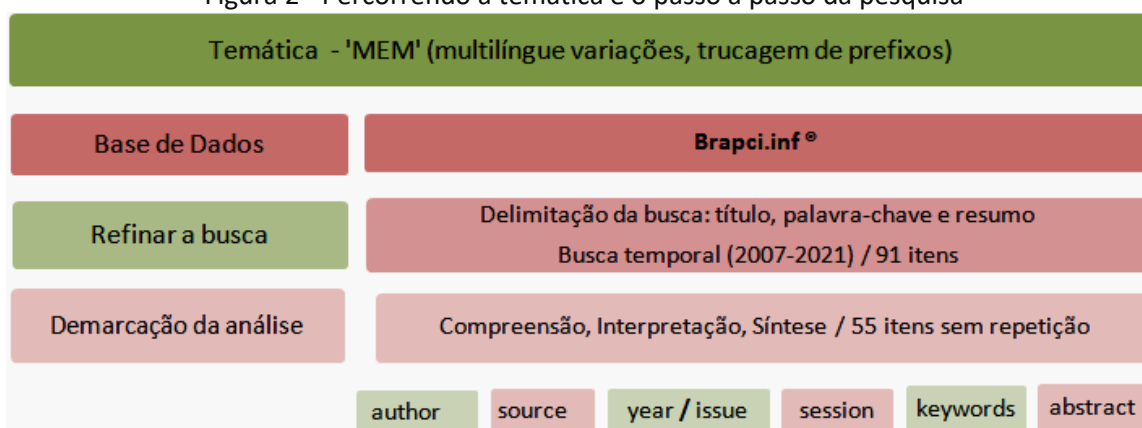 Figura 2 - Percorrendo a temática e o passo a passo da pesquisa
Temática - 'MEM' (multilíngue variações, trucagem de prefixos)
Base de Dados
Brapci.inf ®
Refinar a busca
Delimitação da busca: título, palavra-chave e resumo
Busca temporal (2007-2021) / 91 itens
Demarcação da análise
Compreensão, Interpretação, Síntese / 55 itens sem repetição
author source year / issue session keywords abstract